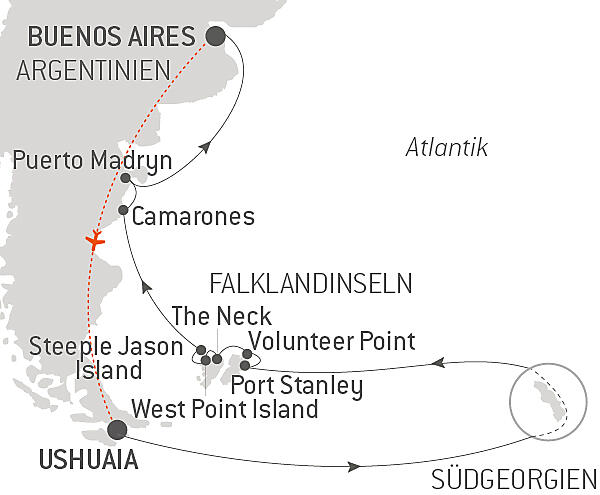 BUENOS AIRES
ARGENTINIEN
Atlantik
Puerto Madryn
Camarones
FALKLANDINSELN
The Neck
Steeple Jason
Island
Volunteer Point
Port Stanley
West Point Island
USHUAIA
SÜDGEORGIEN